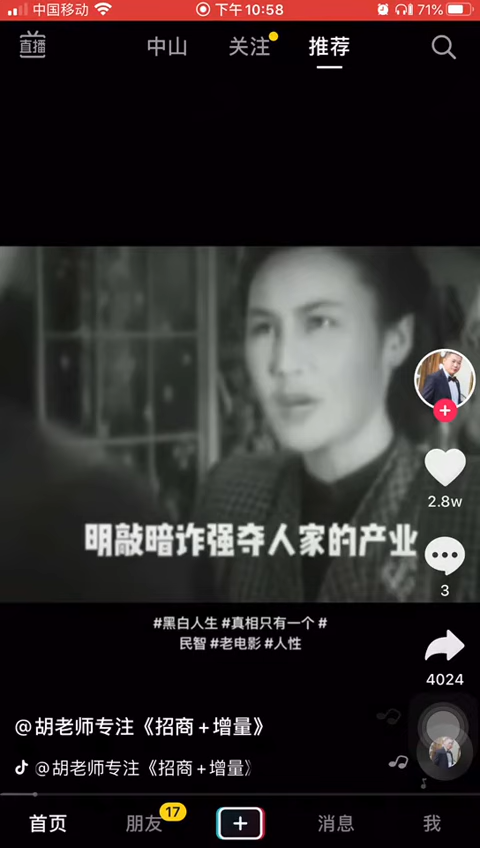 中国移动
下午10:58
71%
直播
中山
关注
推荐
明敲暗诈强夺人家的产业
2.8w
3
#黑白人生 #真相只有一个 #
民智 #老电影 #人性
4024
@胡老师专注《招商+增量》
@胡老师专注《招商+增量》
首页
朋友
17
消息
我